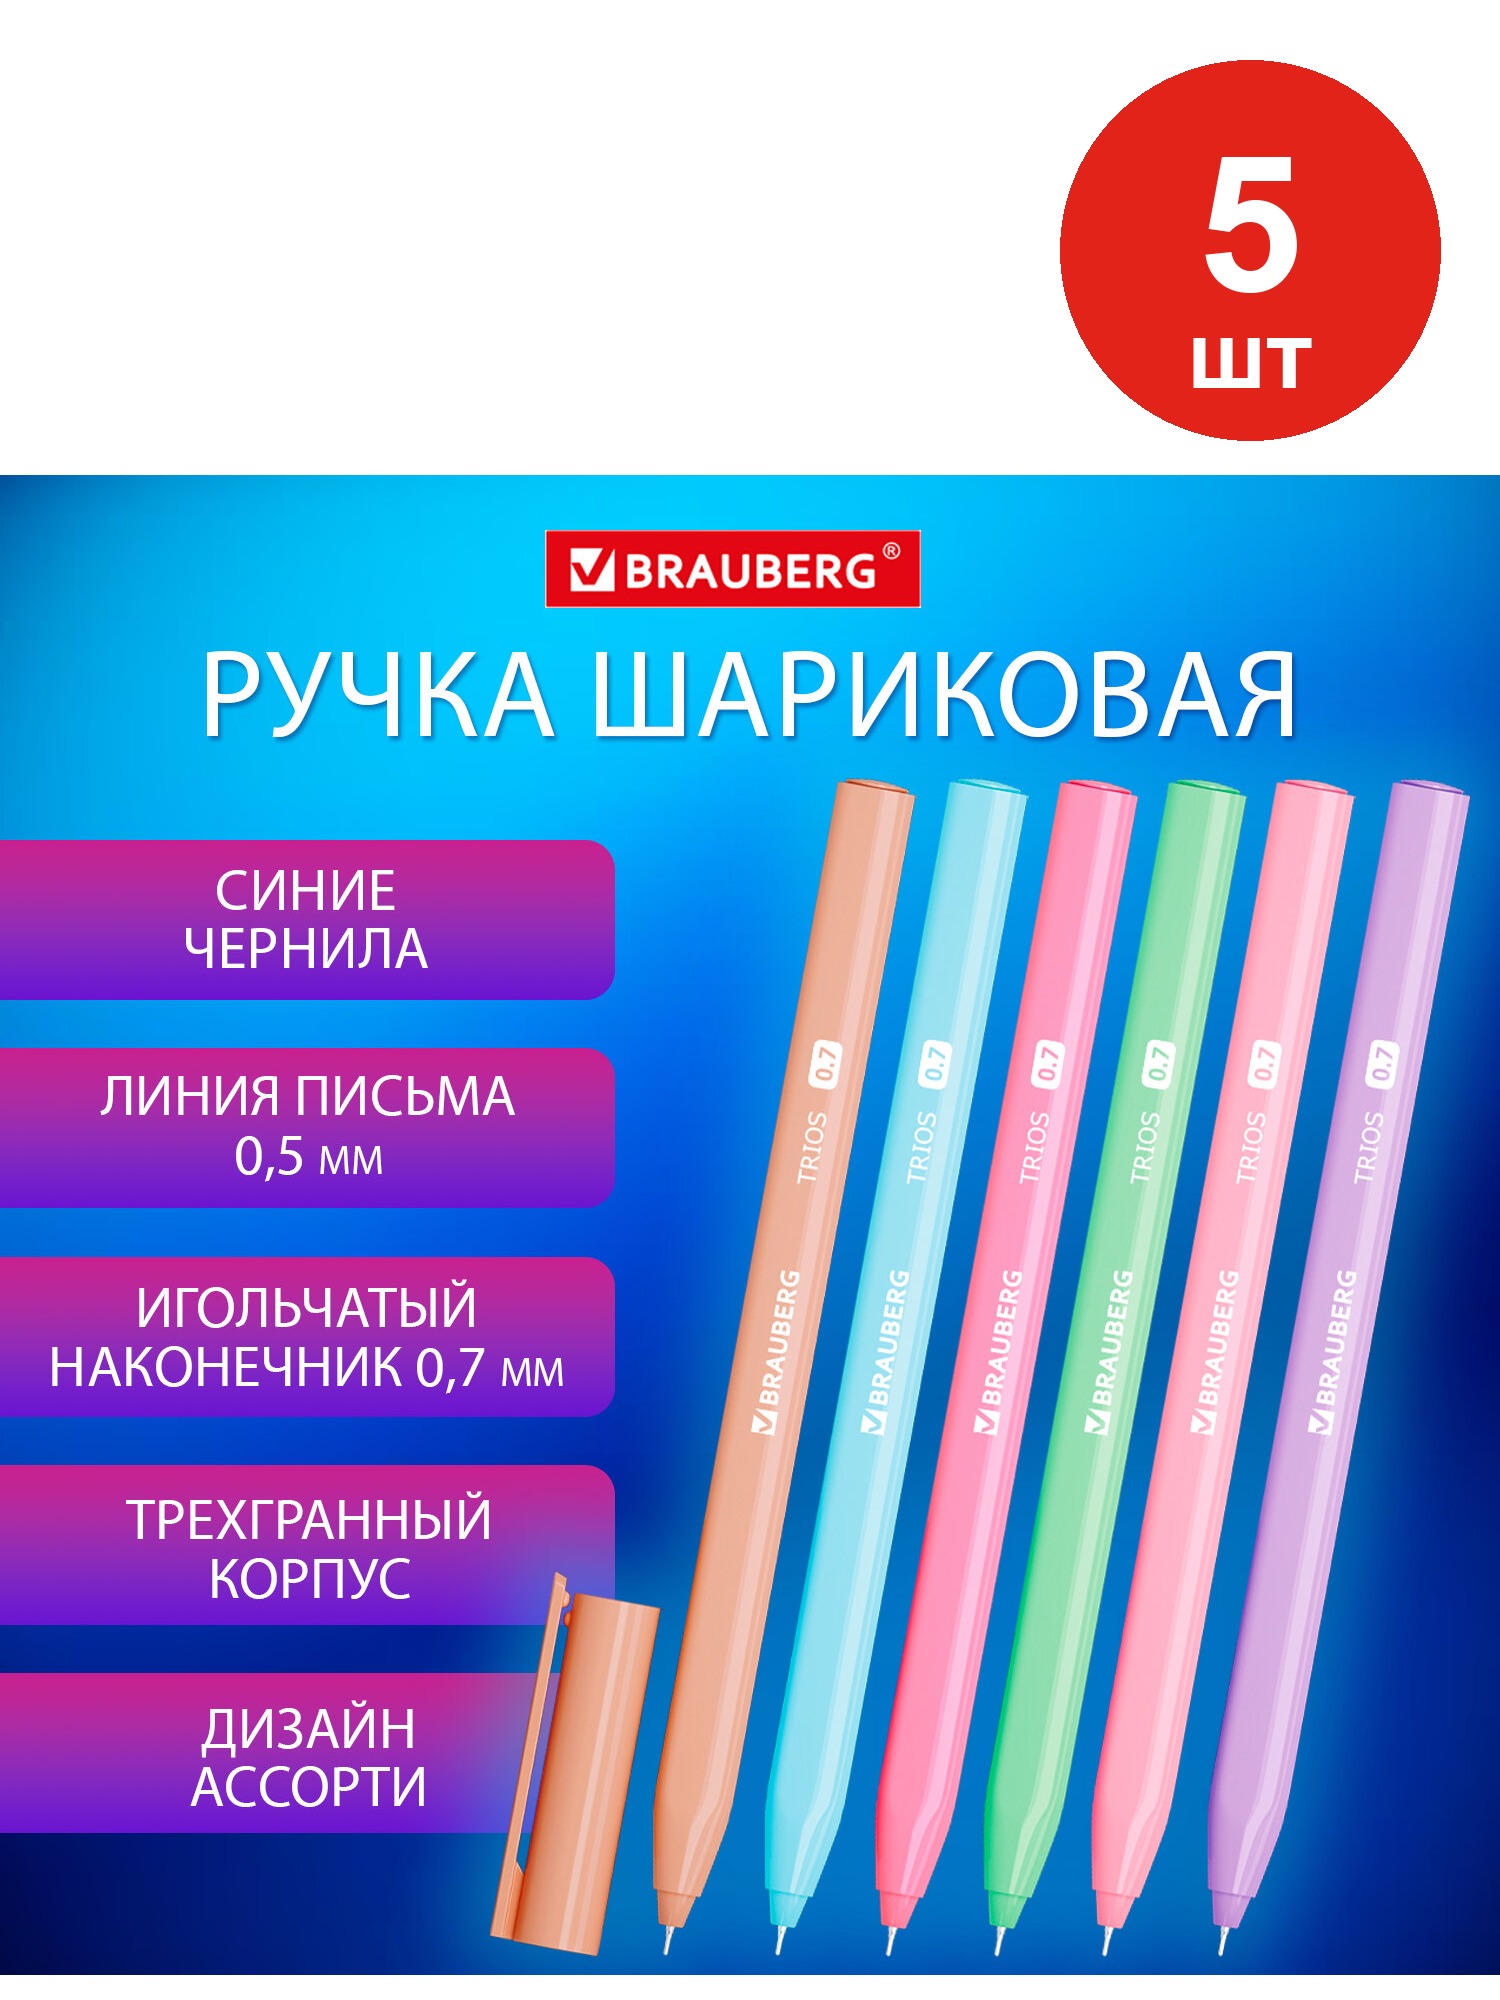 5
шт
BRAUBERG®
РУЧКА ШАРИКОВАЯ
СИНИЕ
ЧЕРНИЛА
ЛИНИЯ ПИСЬМА
0,5 ММ
ИГОЛЬЧАТЫЙ
НАКОНЕЧНИК 0,7 ММ
ТРЕХГРАННЫЙ
КОРПУС
ДИЗАЙН
АССОРТИ
BRAUBERG TRIOS 0.7
BRAUBERG TRIOS 0.7
BRAUBERG TRIOS 0.7
BRAUBERG TRIOS 0.7
BRAUBERG TRIOS 0.7
BRAUBERG TRIOS 0.7